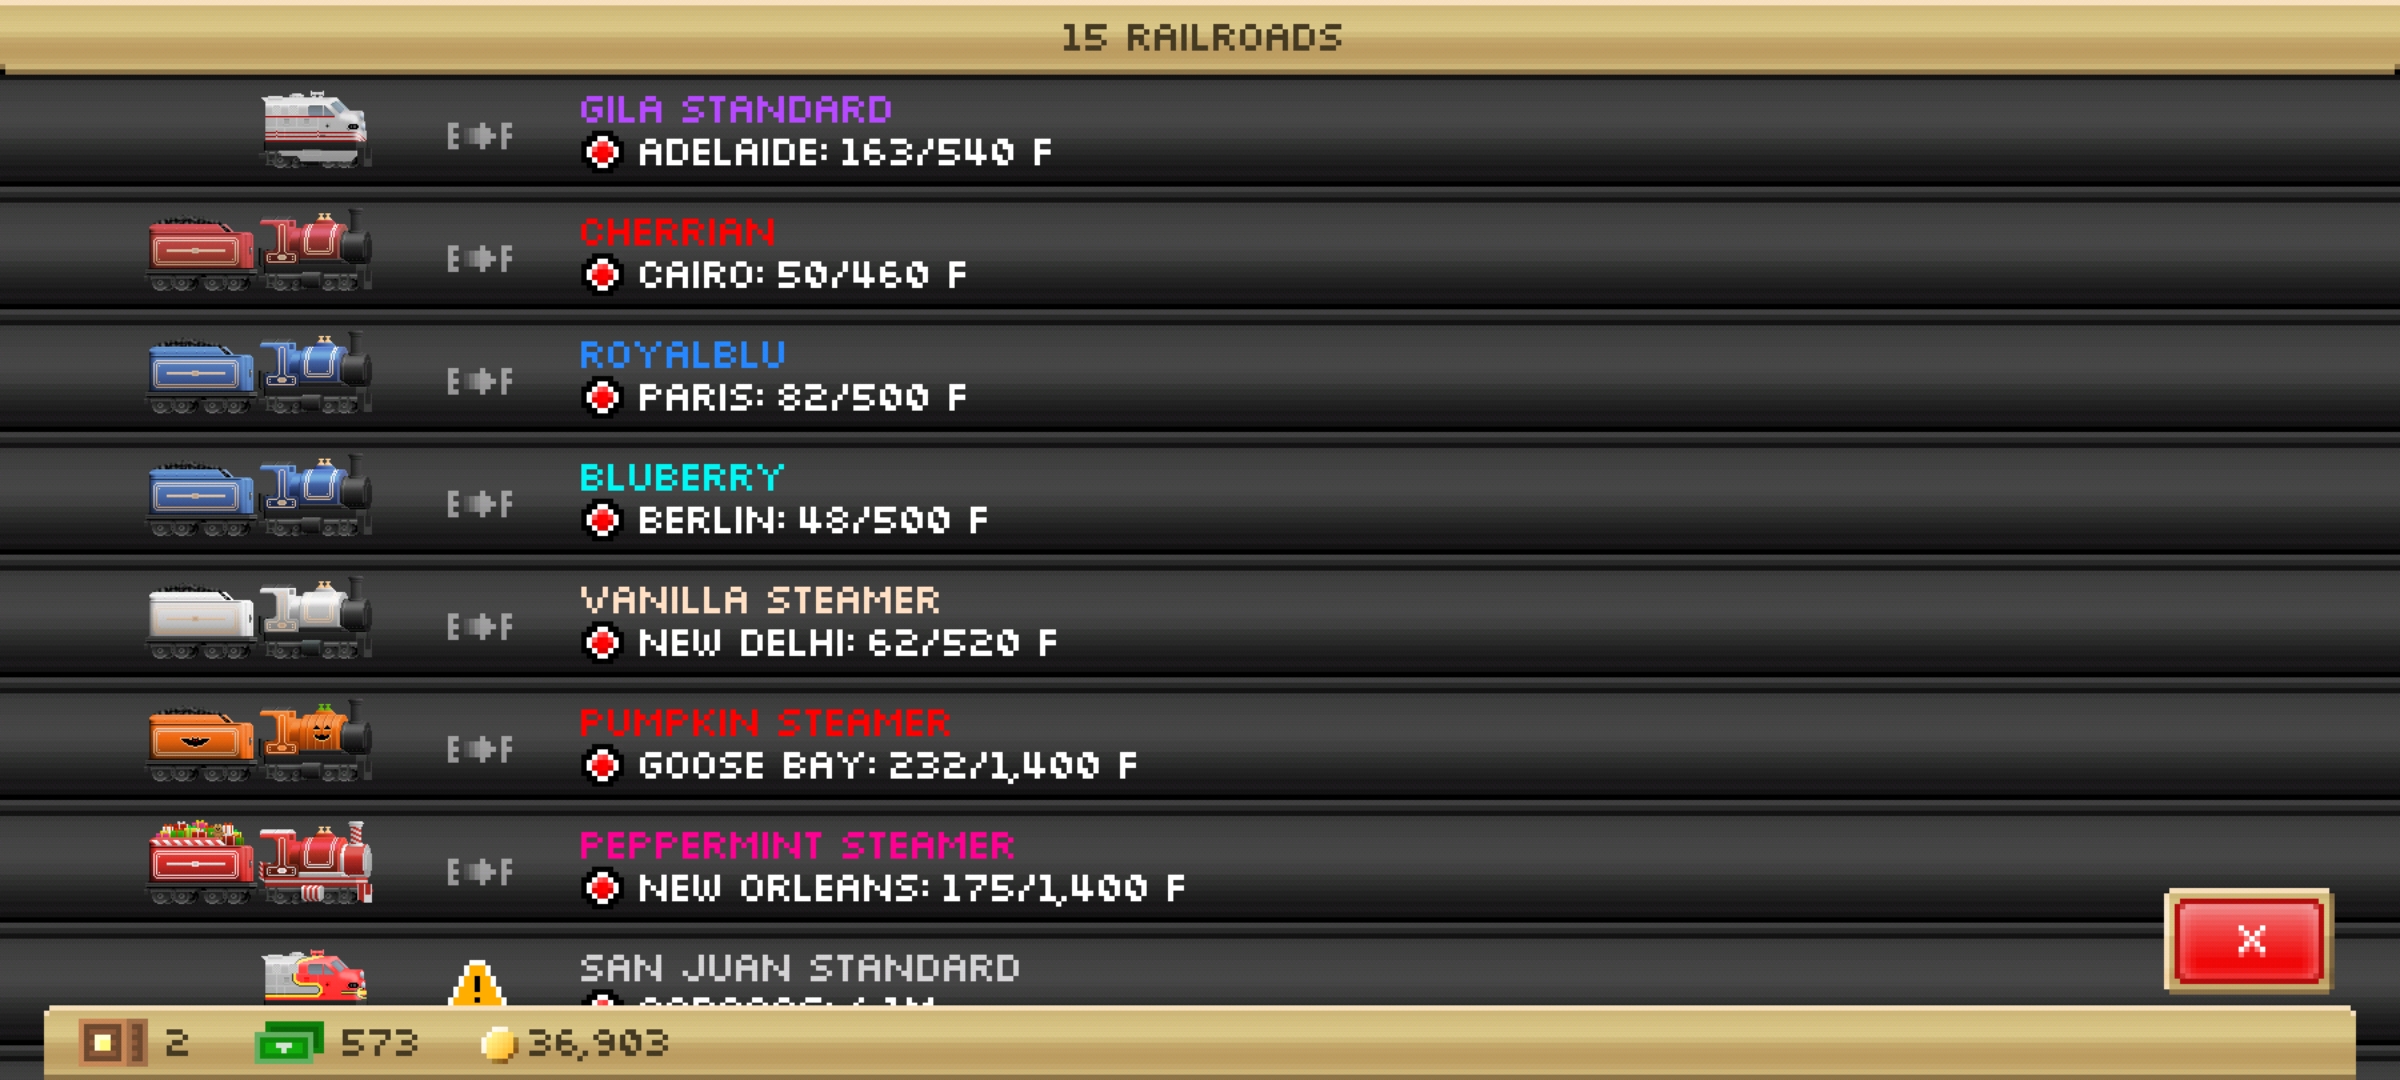 15 RAILROADS
E F
GILA STANDARD
ADELAIDE: 163/540 F
E F
CHERRIAN
CAIRO: 50/460 F
E F
ROYALBLU
PARIS: 82/500 F
E F
BLUBERRY
BERLIN: 48/500 F
E F
VANILLA STEAMER
NEW DELHI: 62/520 F
E F
PUMPKIN STEAMER
GOOSE BAY: 232/1,400 F
E F
PEPPERMINT STEAMER
NEW ORLEANS: 175/1,400 F
X
!
SAN JUAN STANDARD
2 573 36,903